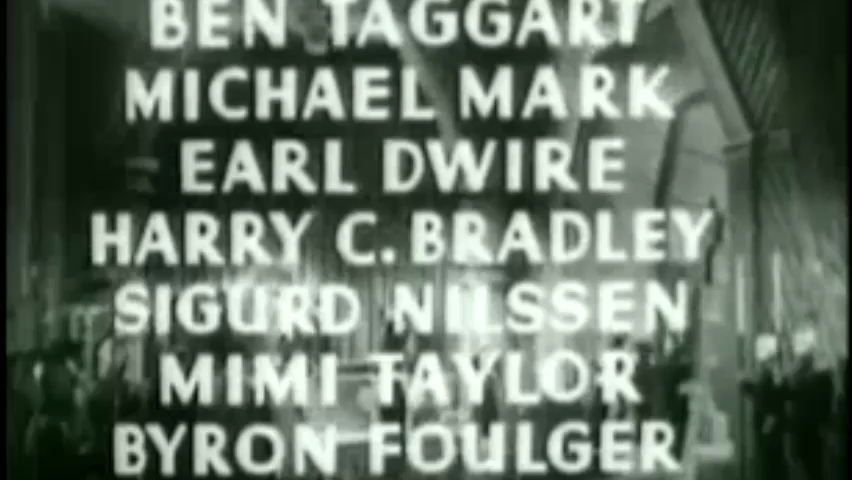 BEN TAGGART
MICHAEL MARK
EARL DWIRE
HARRY C. BRADLEY
SIGURD NILSSEN
MIMI TAYLOR
BYRON FOULGER